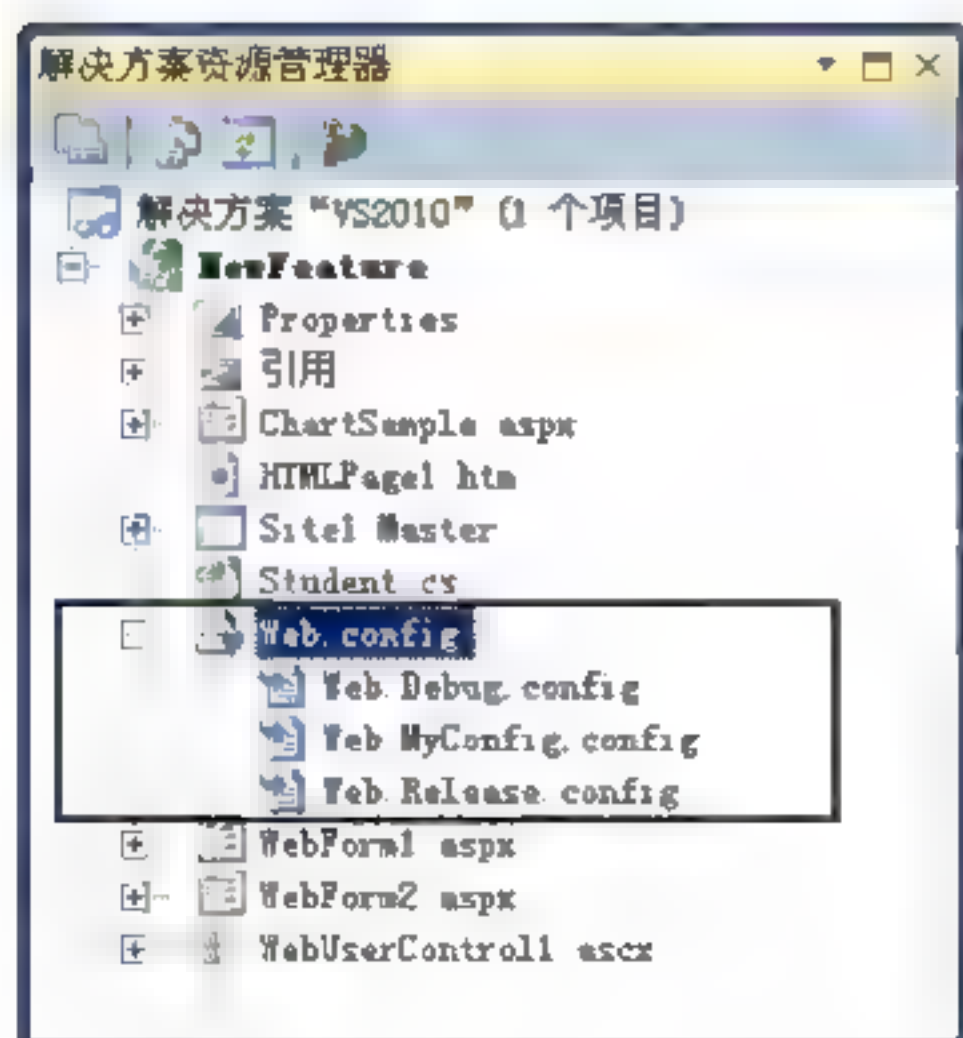 解决方案资源管理器
解决方案 "VS2010" (1 个项目)
NewFeature
Properties
引用
ChartSample.aspx
HTMLPage1.htm
Site1.Master
Student.cs
Web.config
Web.Debug.config
Web.MyConfig.config
Web.Release.config
WebForm1.aspx
WebForm2.aspx
WebUserControl1.ascx